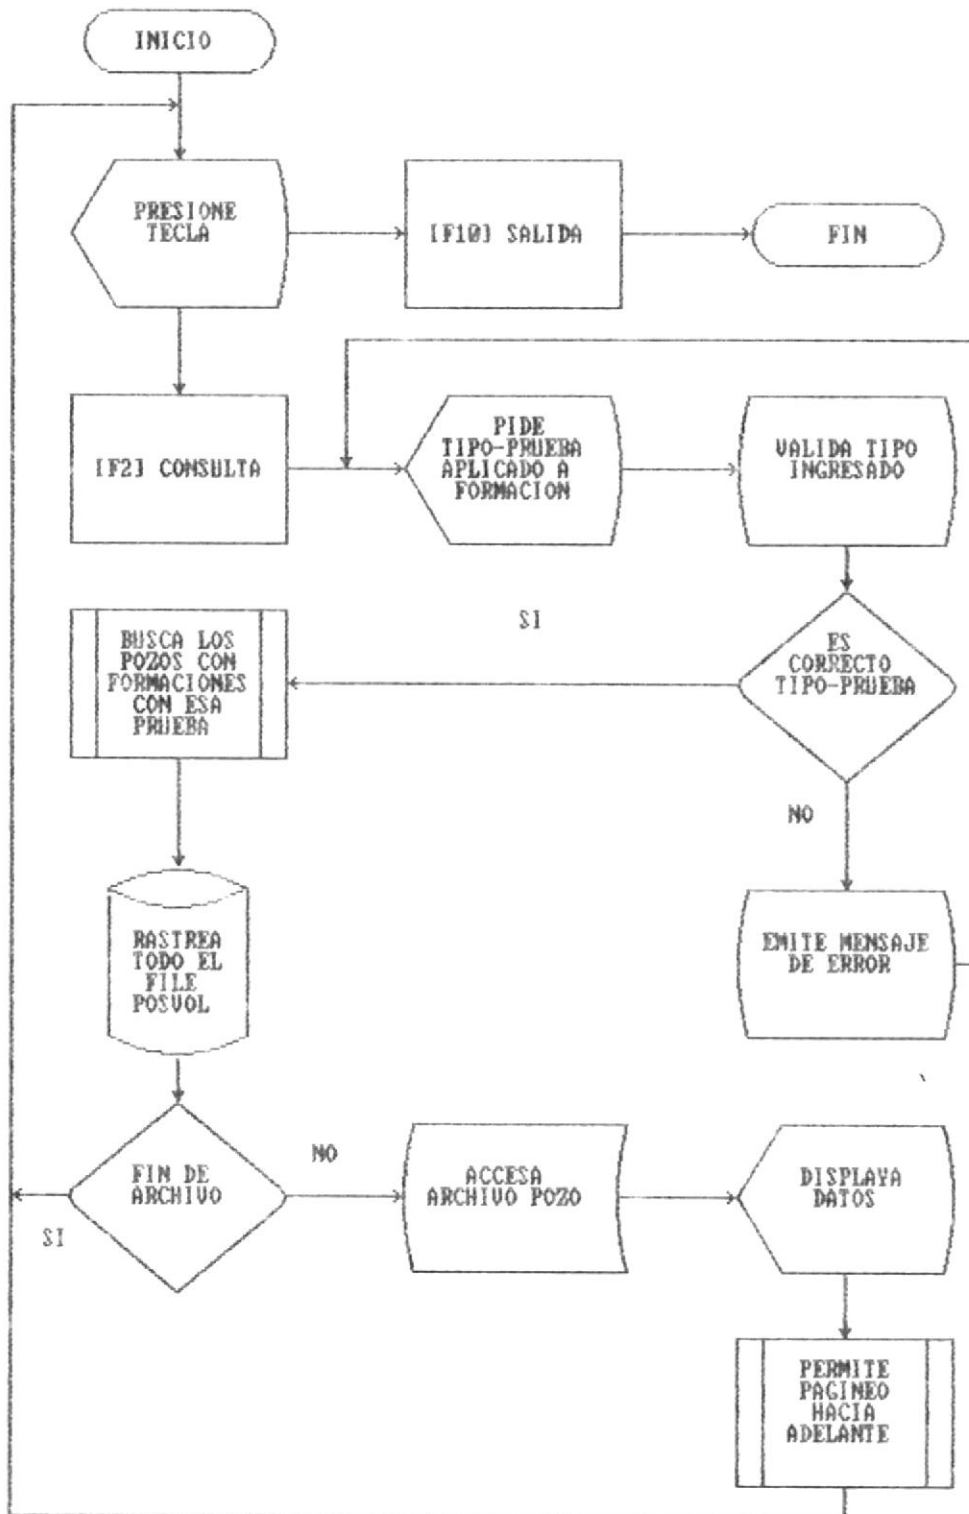 INICIO
PRESIONE
TECLA
[F10] SALIDA
FIN
[F2] CONSULTA
PIDE
TIPO-PRUEBA
APLICADO A
FORMACION
VALIDA TIPO
INGRESADO
SI
BUSCA LOS
POZOS CON
FORMACIONES
CON ESA
PRUEBA
ES
CORRECTO
TIPO-PRUEBA
NO
RASTREA
TODO EL
FILE
POSVOL
EMITE MENSAJE
DE ERROR
FIN DE
ARCHIVO
NO
SI
ACCESA
ARCHIVO POZO
DISPLAYA
DATOS
PERMITE
PAGINEO
HACIA
ADELANTE